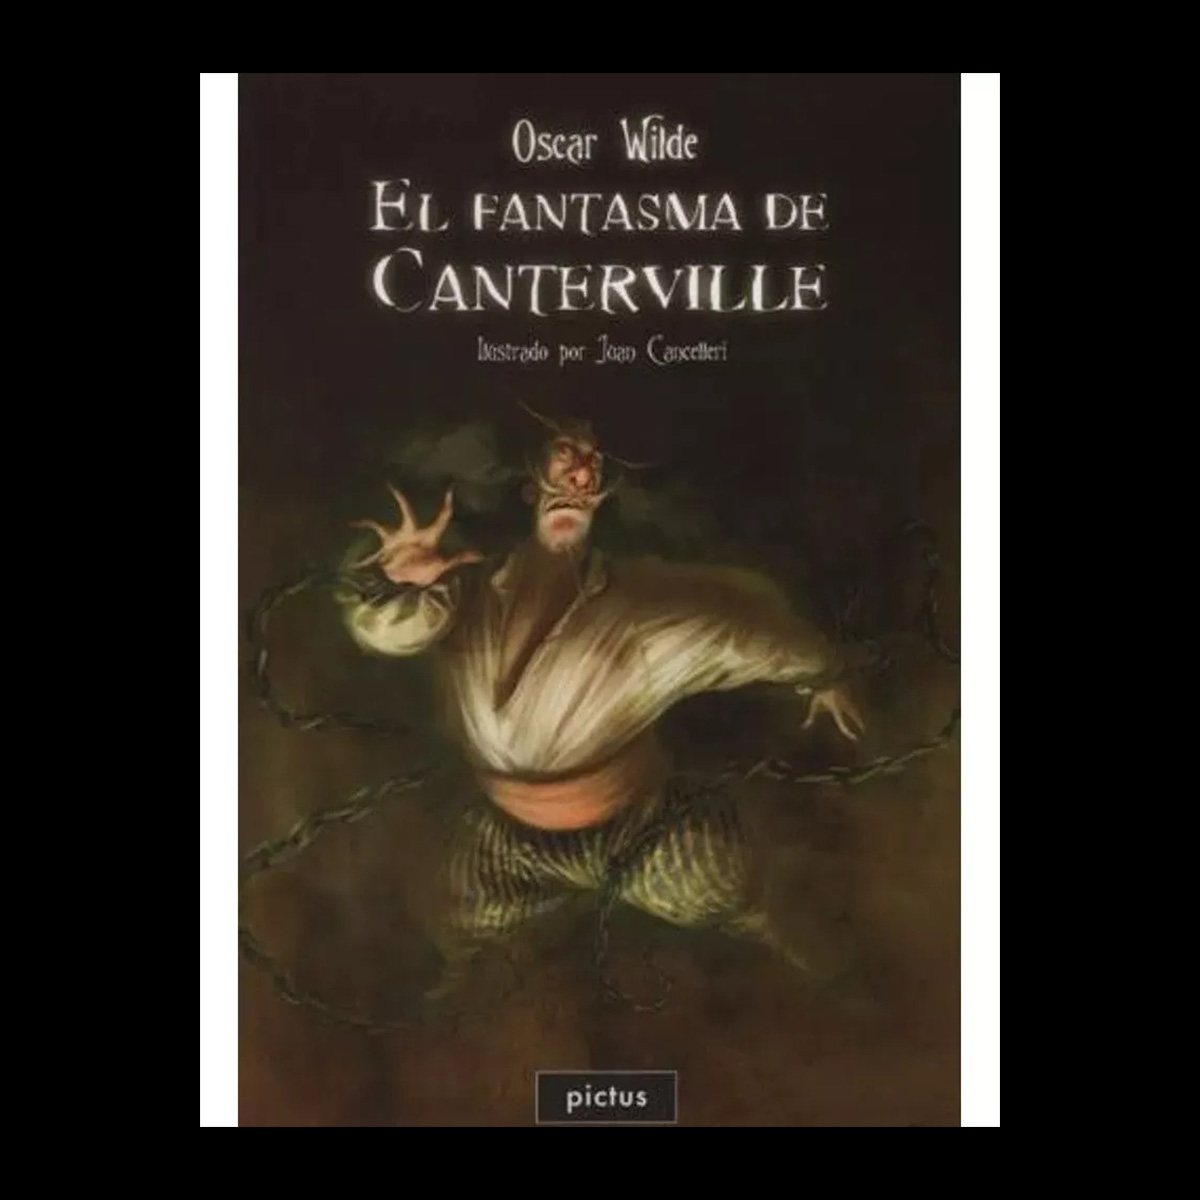 Oscar Wilde
El fantasma de
Canterville
Ilustrado por Juan Cancelleri
pictus